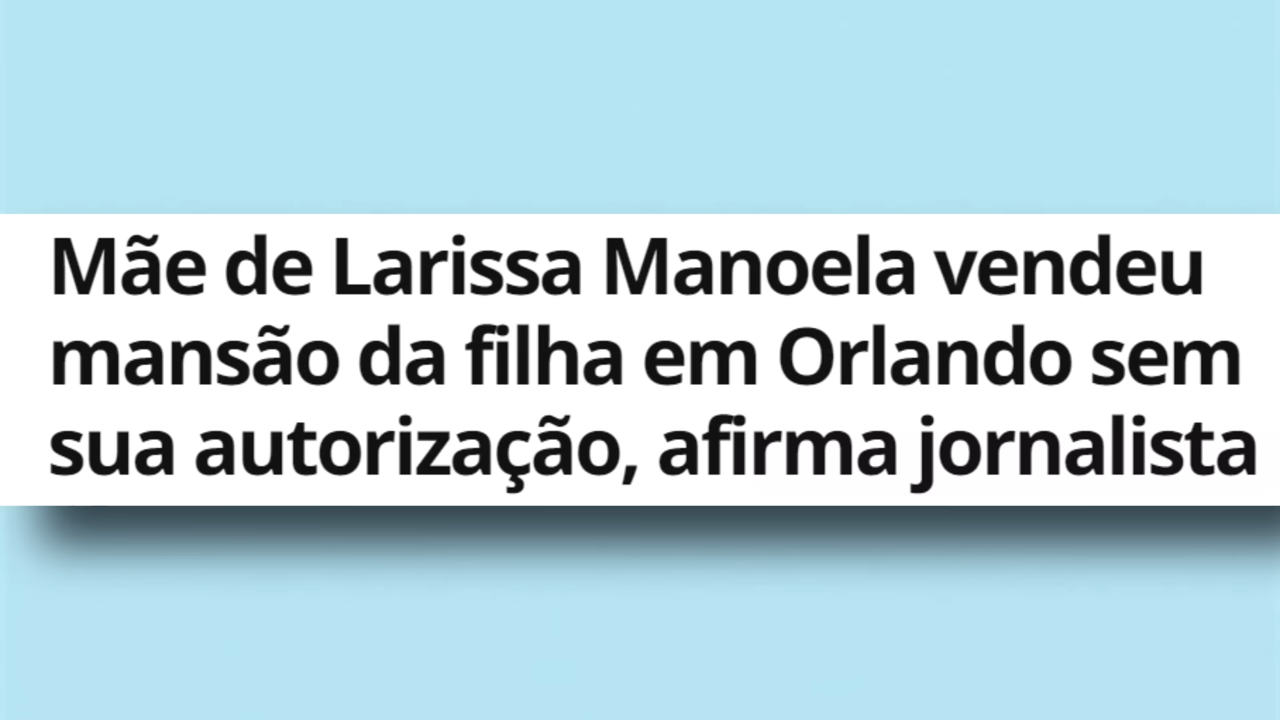 Mãe de Larissa Manoela vendeu
mansão da filha em Orlando sem
sua autorização, afirma jornalista